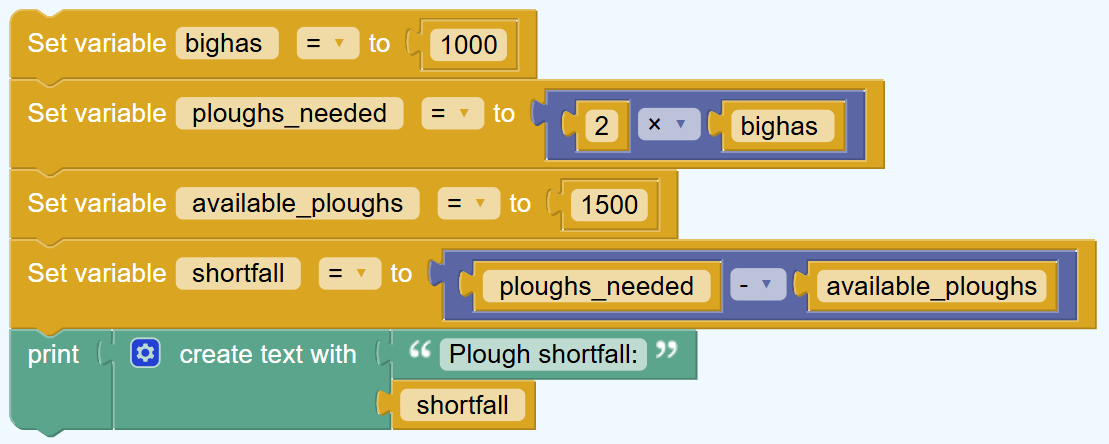 Set variable bighas = to 1000
Set variable ploughs_needed = to 2 × bighas
Set variable available_ploughs = to 1500
Set variable shortfall = to ploughs_needed - available_ploughs
print create text with “ Plough shortfall: ”
shortfall